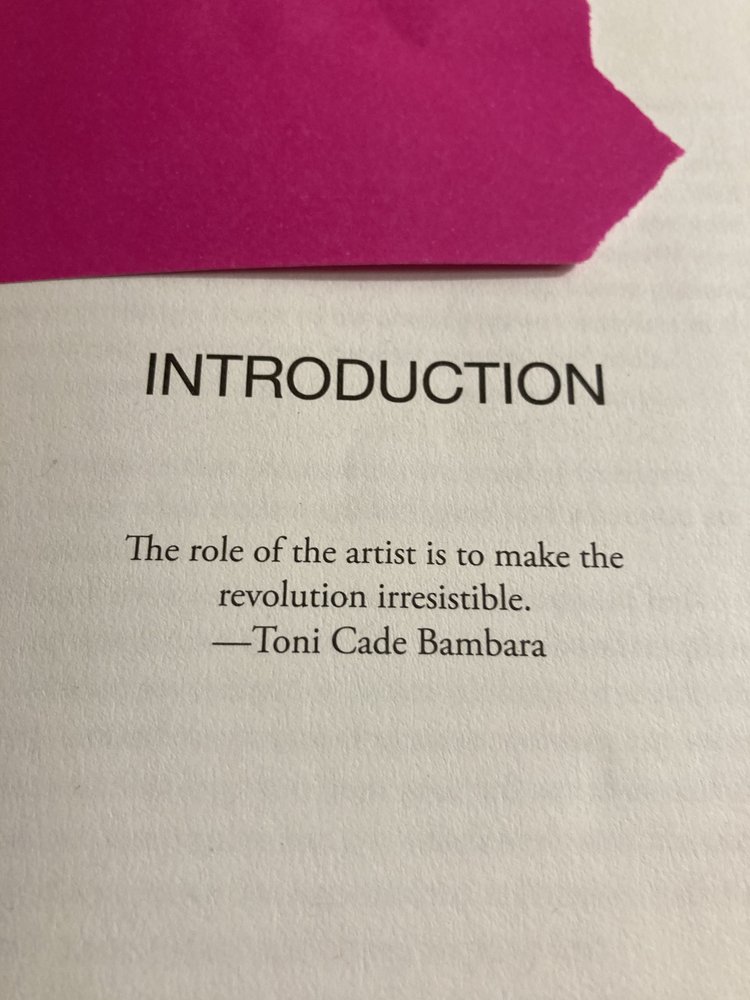 INTRODUCTION
The role of the artist is to make the
revolution irresistible.
—Toni Cade Bambara